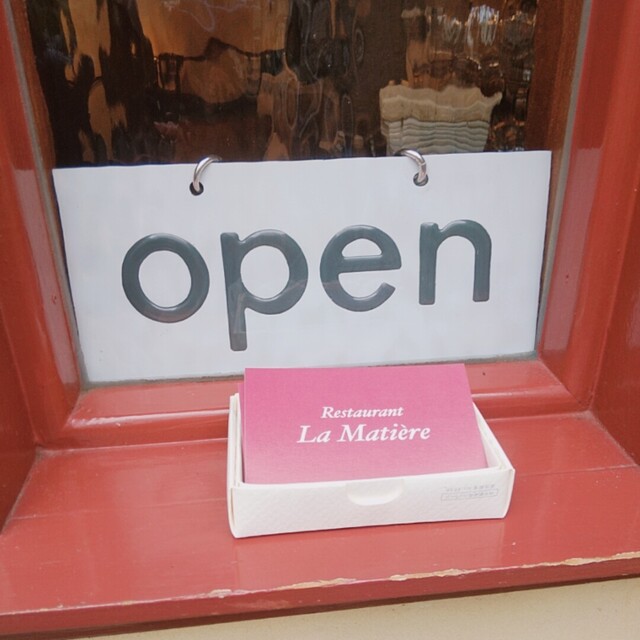 open
Restaurant
La Matière